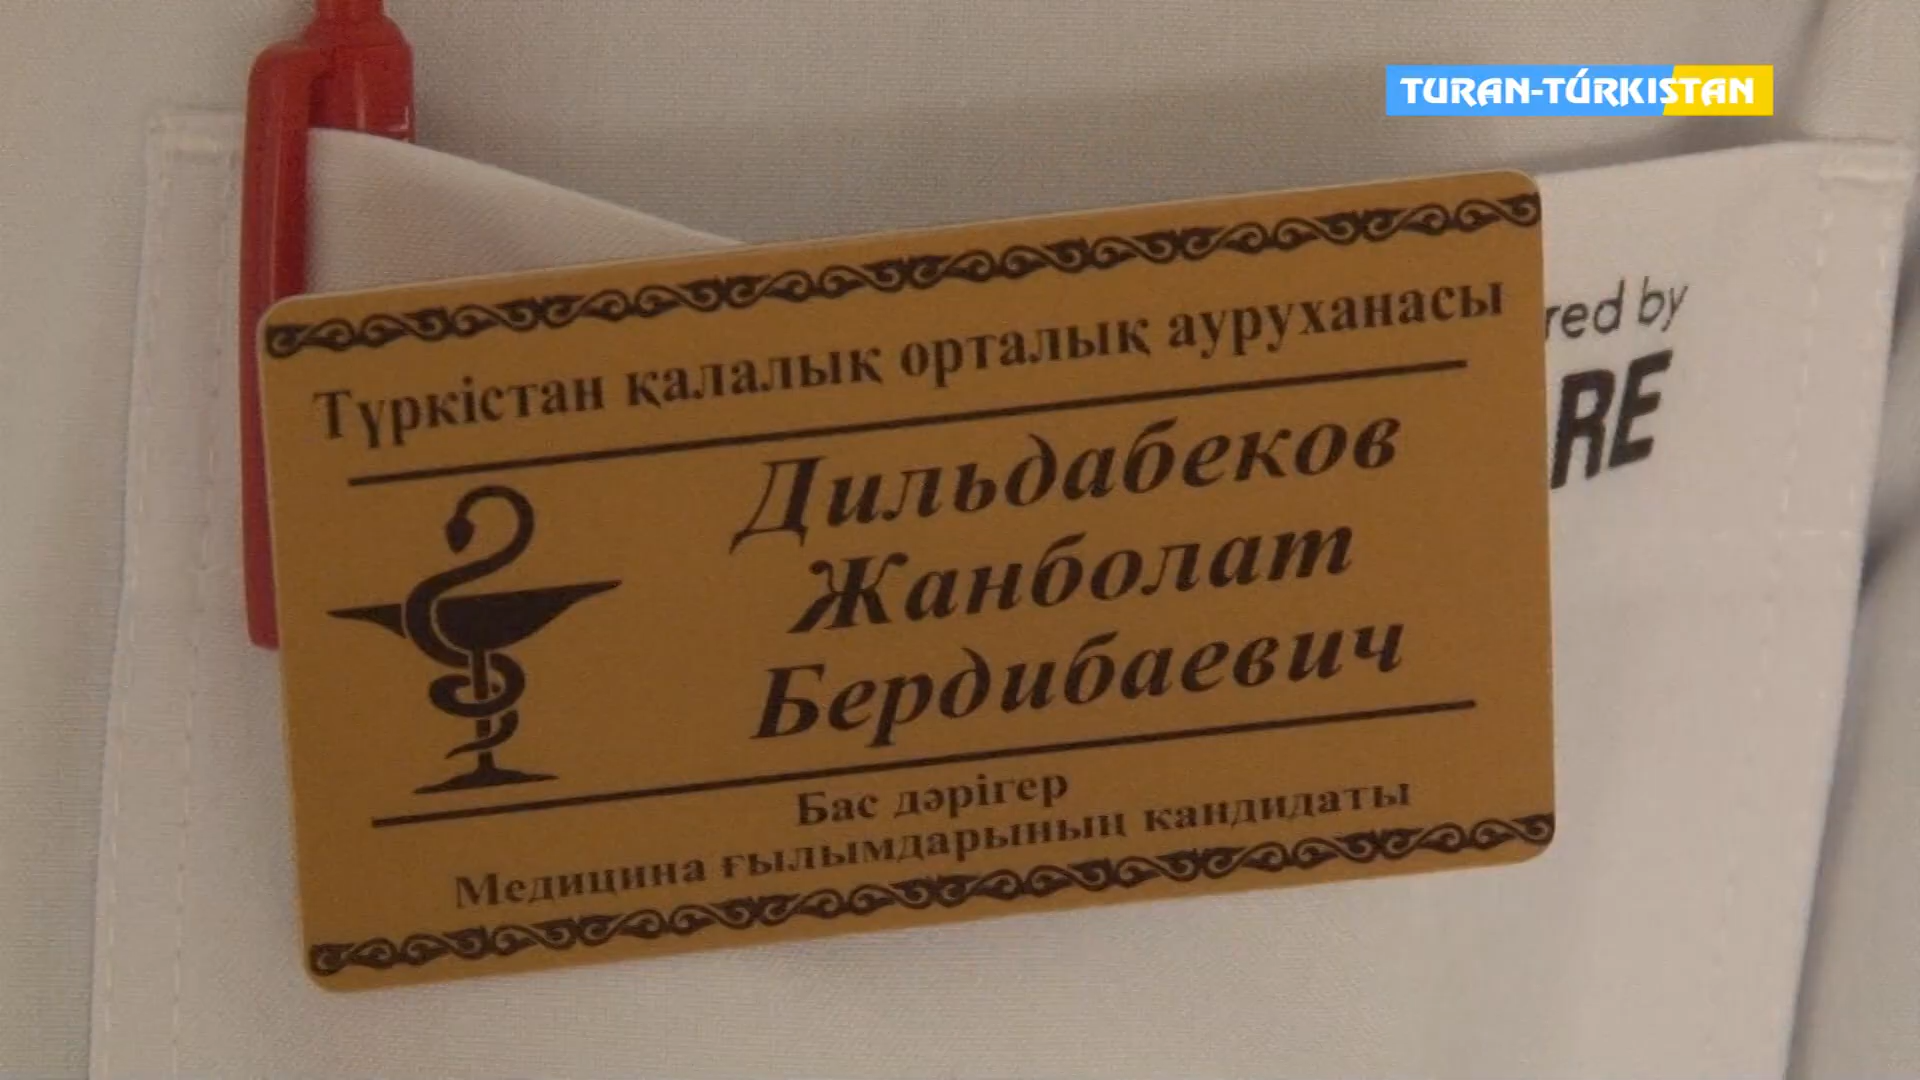 TURAN-TÚRKISTAN
Түркістан қалалық орталық ауруханасы
Дильдабеков
Жанболат
Бердибаевич
Бас дәрігер
Медицина ғылымдарының кандидаты
red by
RE